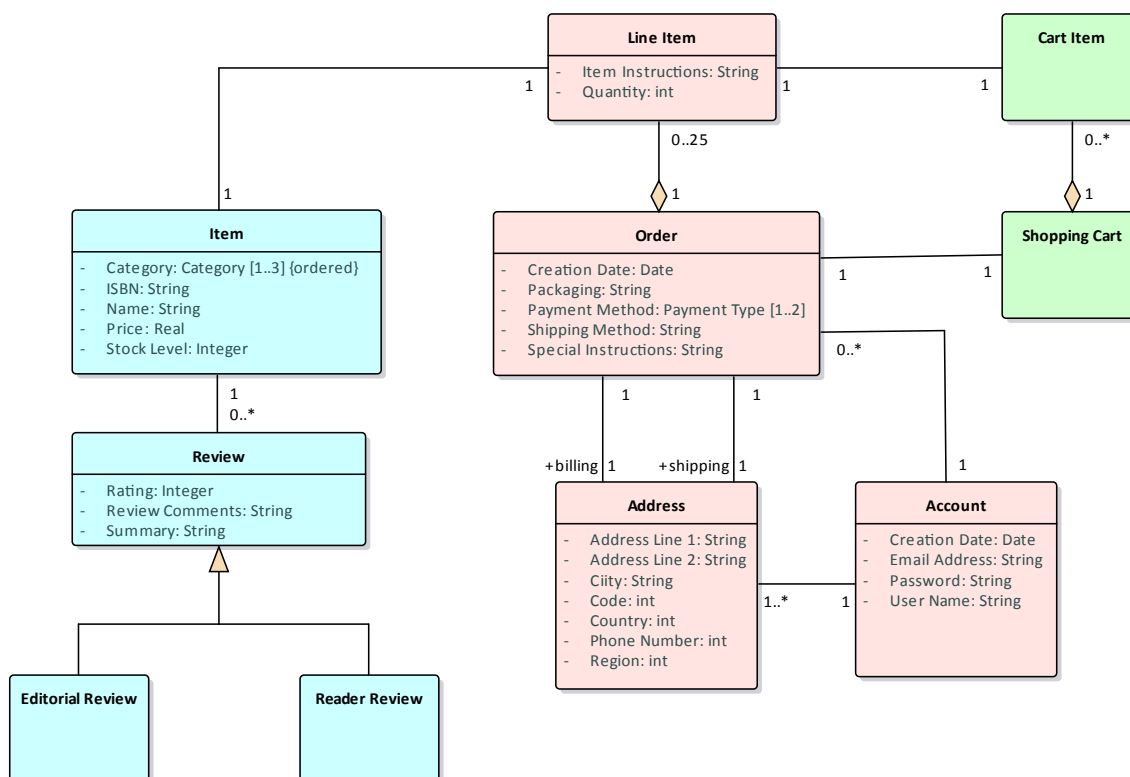 Line Item
- Item Instructions: String
- Quantity: int
Cart Item
1
1
1
0..25
0..*
1
1
1
Item
- Category: Category [1..3] {ordered}
- ISBN: String
- Name: String
- Price: Real
- Stock Level: Integer
Order
- Creation Date: Date
- Packaging: String
- Payment Method: Payment Type [1..2]
- Shipping Method: String
- Special Instructions: String
Shopping Cart
1
1
0..*
1
0..*
1
1
Review
- Rating: Integer
- Review Comments: String
- Summary: String
+billing 1
+shipping 1
1
Address
- Address Line 1: String
- Address Line 2: String
- Ciity: String
- Code: int
- Country: int
- Phone Number: int
- Region: int
1..*
1
Account
- Creation Date: Date
- Email Address: String
- Password: String
- User Name: String
Editorial Review
Reader Review